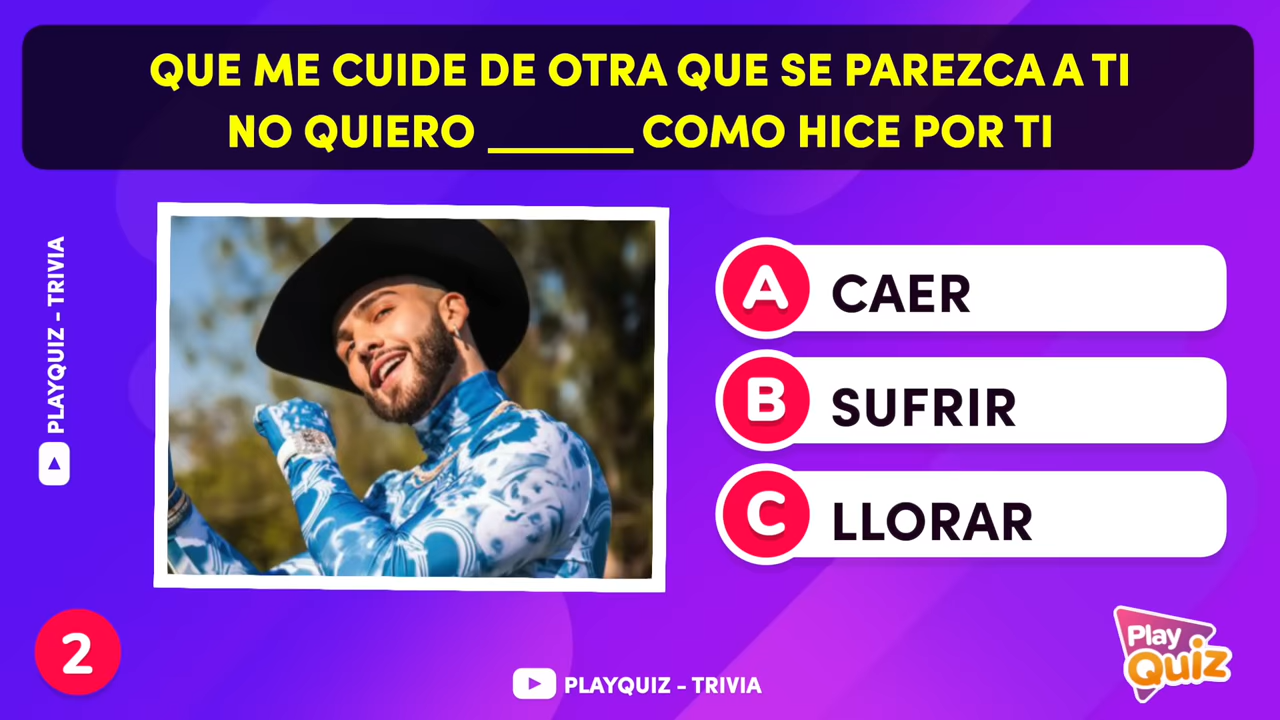 QUE ME CUIDE DE OTRA QUE SE PAREZCA A TI
NO QUIERO ______ COMO HICE POR TI
PLAYQUIZ - TRIVIA
A CAER
B SUFRIR
C LLORAR
2
PLAYQUIZ - TRIVIA
Play
Quiz